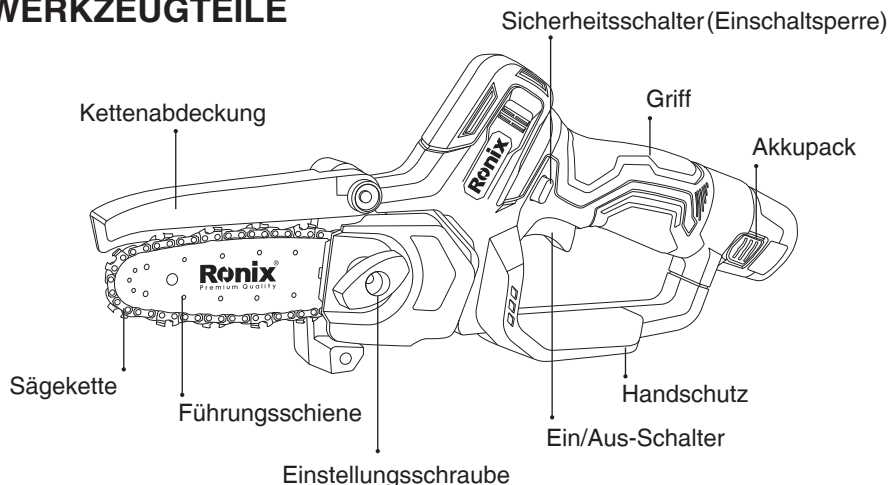 WERKZEUGTEILE
Sicherheitsschalter (Einschaltsperre)
Kettenabdeckung
Griff
Akkupack
Ronix
Ronix®
Premium Quality
Sägekette
Führungsschiene
Handschutz
Ein/Aus-Schalter
Einstellungsschraube